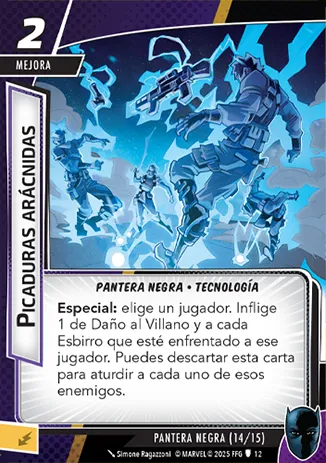 2
MEJORA
PICADURAS ARÁCNIDAS
PANTERA NEGRA • TECNOLOGÍA
Especial: elige un jugador. Inflige
1 de Daño al Villano y a cada
Esbirro que esté enfrentado a ese
jugador. Puedes descartar esta carta
para aturdir a cada uno de esos
enemigos.
PANTERA NEGRA (14/15)
Simone Ragazzoni © MARVEL © 2025 FFG 12